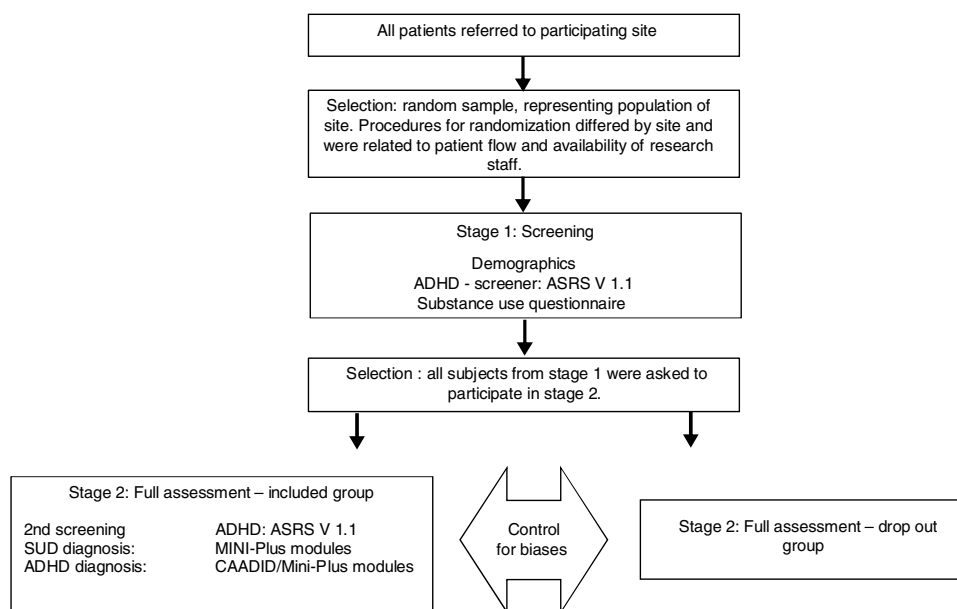 All patients referred to participating site
Selection: random sample, representing population of
site. Procedures for randomization differed by site and
were related to patient flow and availability of research
staff.
Stage 1: Screening
Demographics
ADHD - screener: ASRS V 1.1
Substance use questionnaire
Selection : all subjects from stage 1 were asked to
participate in stage 2.
Stage 2: Full assessment – included group
2nd screening ADHD: ASRS V 1.1
SUD diagnosis: MINI-Plus modules
ADHD diagnosis: CAADID/Mini-Plus modules
Control
for biases
Stage 2: Full assessment – drop out
group